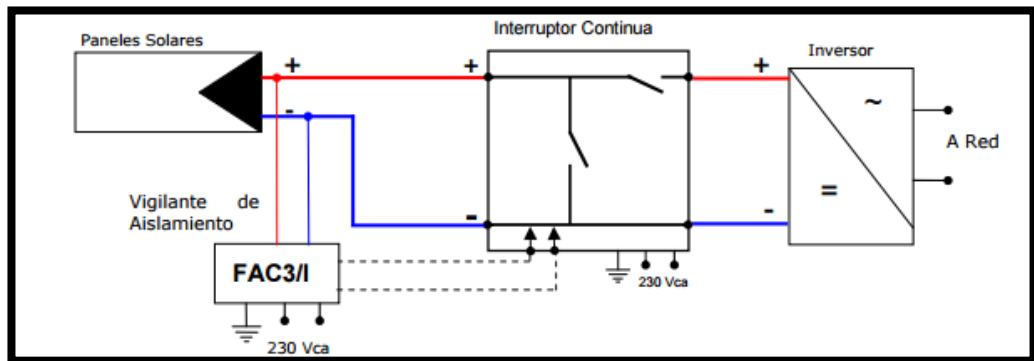 Interruptor Continua
Paneles Solares
Inversor
+
+
+
-
~
A Red
=
-
-
Vigilante de
Aislamiento
FAC3/I
230 Vca
230 Vca